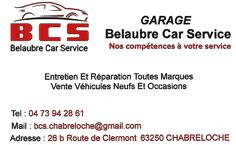 BCS
Belaubre Car Service
GARAGE
Belaubre Car Service
Nos compétences à votre service
Entretien Et Réparation Toutes Marques
Vente Véhicules Neufs Et Occasions
Tel : 04 73 94 28 61
Mail : bcs.chabreloche@gmail.com
Adresse : 26 b Route de Clermont 63250 CHABRELOCHE